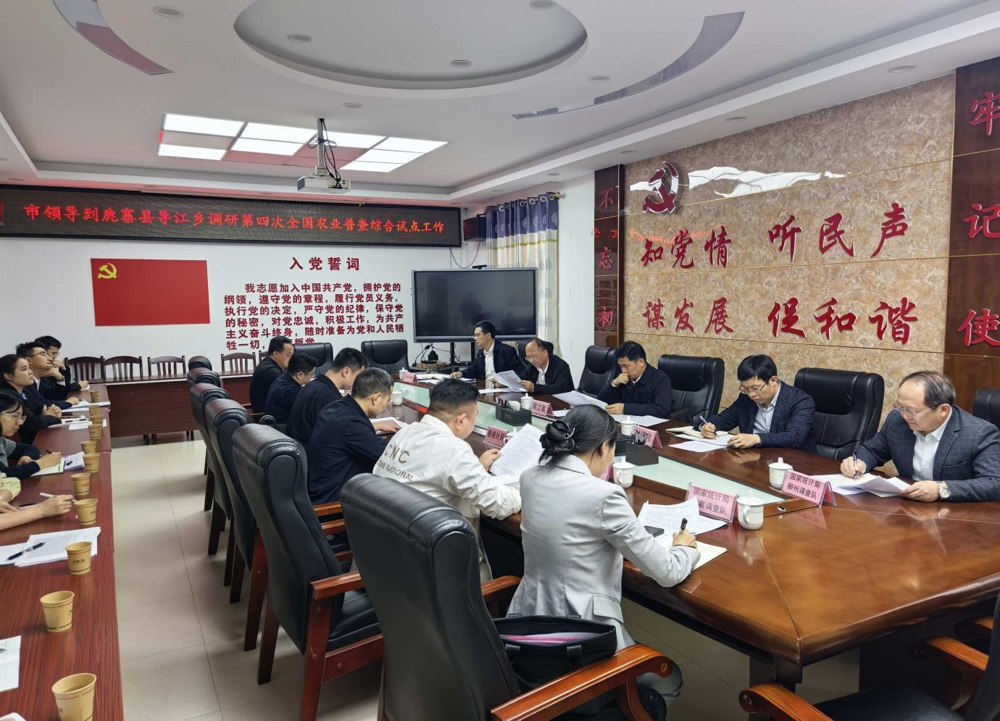 市领导到鹿寨县导江乡调研第四次全国农业普查综合试点工作
入党誓词
我志愿加入中国共产党，拥护党的
纲领，遵守党的章程，履行党员义务，
执行党的决定，严守党的纪律，保守党
的秘密，对党忠诚，积极工作，为共产
主义奋斗终身，随时准备为党和人民牺
牲一切，
叛党
不忘初
知党情 听民声
谋发展 促和谐
牢记使
县统计局
国家统计局
寨调查队
国家统计局
柳州调查队
CNC
NATIONAL